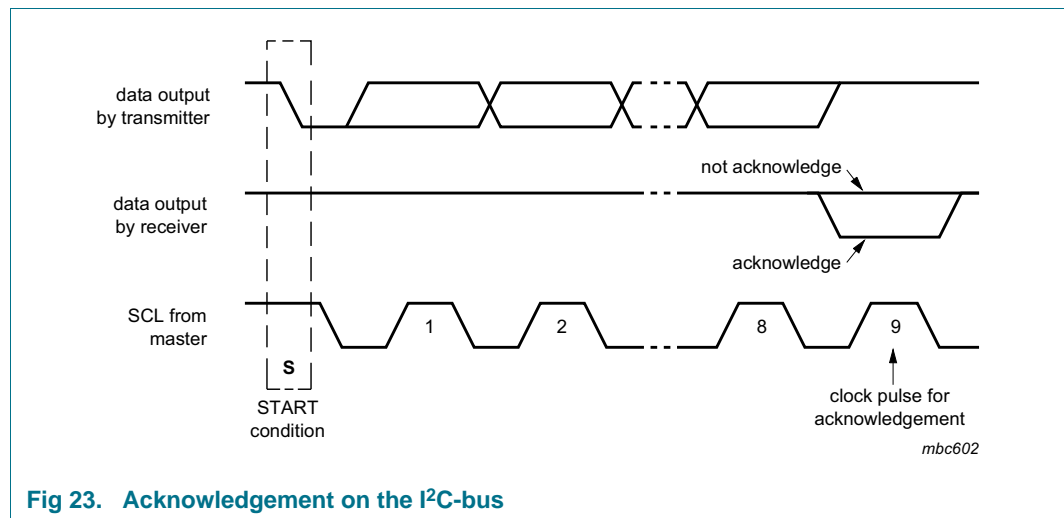 data output
by transmitter
not acknowledge
data output
by receiver
acknowledge
SCL from
master
1
2
8
9
S
START
condition
clock pulse for
acknowledgement
mbc602
Fig 23. Acknowledgement on the I²C-bus